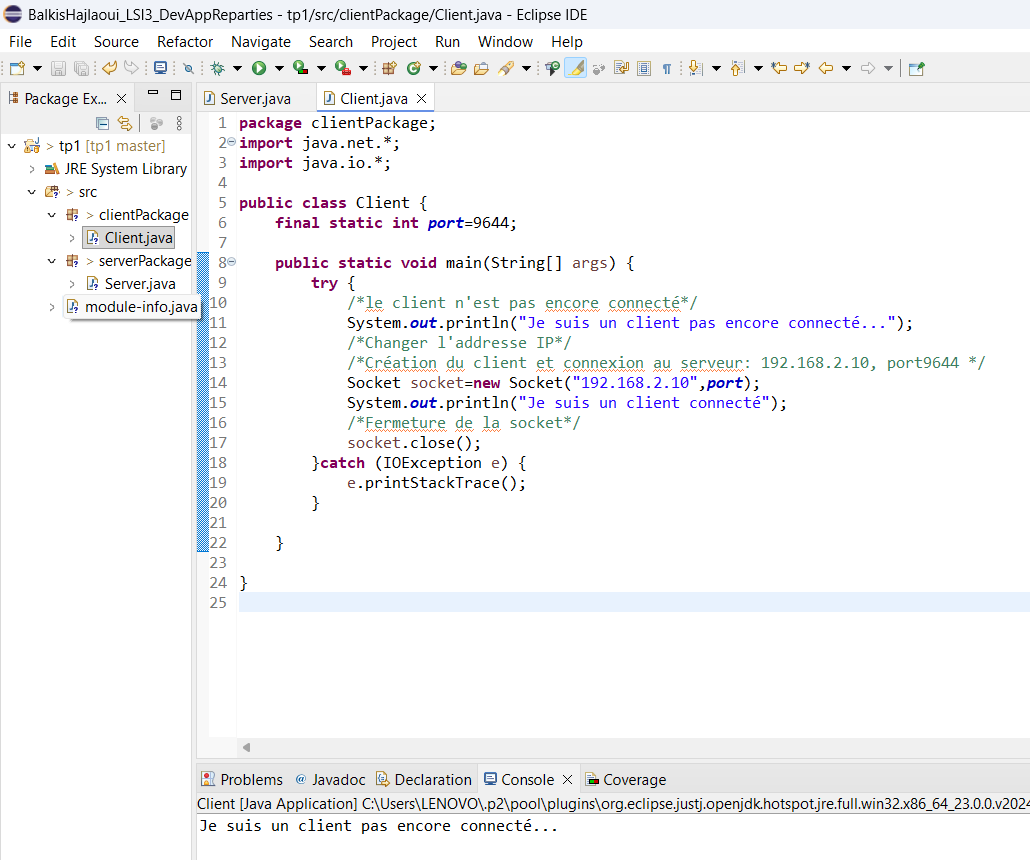 BalkisHajlaoui_LSI3_DevAppReparties - tp1/src/clientPackage/Client.java - Eclipse IDE
File Edit Source Refactor Navigate Search Project Run Window Help
Package Ex...
Server.java
Client.java
> tp1 [tp1 master]
JRE System Library
> src
> clientPackage
Client.java
> serverPackage
Server.java
module-info.java
1 package clientPackage;
2 import java.net.*;
3 import java.io.*;
4
5 public class Client {
6 final static int port=9644;
7
8 public static void main(String[] args) {
9 try {
10 /*le client n'est pas encore connecté*/
11 System.out.println("Je suis un client pas encore connecté...");
12 /*Changer l'addresse IP*/
13 /*Création du client et connexion au serveur: 192.168.2.10, port9644 */
14 Socket socket=new Socket("192.168.2.10",port);
15 System.out.println("Je suis un client connecté");
16 /*Fermeture de la socket*/
17 socket.close();
18 }catch (IOException e) {
19 e.printStackTrace();
20 }
21
22 }
23
24 }
25
Problems Javadoc Declaration Console Coverage
Client [Java Application] C:\Users\LENOVO\.p2\pool\plugins\org.eclipse.justj.openjdk.hotspot.jre.full.win32.x86_64_23.0.0.v2024
Je suis un client pas encore connecté...